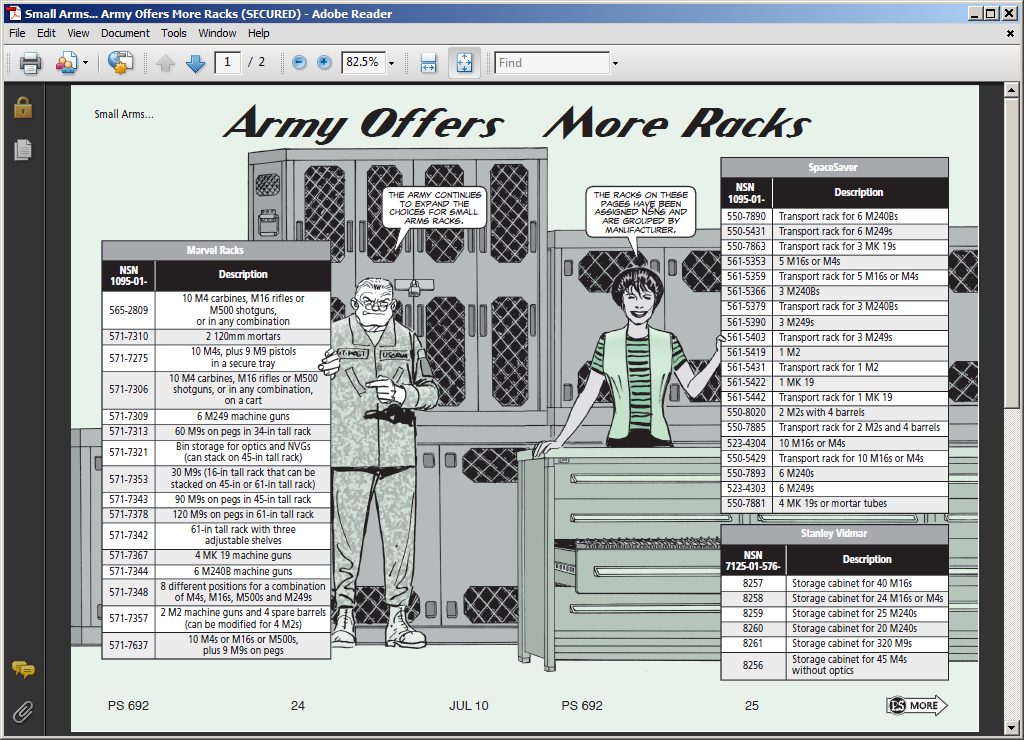 Small Arms... Army Offers More Racks (SECURED) - Adobe Reader
File Edit View Document Tools Window Help
1 / 2 82.5% Find
Small Arms...
Army Offers More Racks
THE ARMY CONTINUES
TO EXPAND THE
CHOICES FOR SMALL
ARMS RACKS.
THE RACKS ON THESE
PAGES HAVE BEEN
ASSIGNED NSNS AND
ARE GROUPED BY
MANUFACTURER.
Marvel Racks
NSN
1095-01-
Description
565-2809 10 M4 carbines, M16 rifles or
M500 shotguns,
or in any combination
571-7310 2 120mm mortars
571-7275 10 M4s, plus 9 M9 pistols
in a secure tray
571-7306 10 M4 carbines, M16 rifles or M500
shotguns, or in any combination,
on a cart
571-7309 6 M249 machine guns
571-7313 60 M9s on pegs in 34-in tall rack
571-7321 Bin storage for optics and NVGs
(can stack on 45-in tall rack)
571-7353 30 M9s (16-in tall rack that can be
stacked on 45-in or 61-in tall rack)
571-7343 90 M9s on pegs in 45-in tall rack
571-7378 120 M9s on pegs in 61-in tall rack
571-7342 61-in tall rack with three
adjustable shelves
571-7367 4 MK 19 machine guns
571-7344 6 M240B machine guns
571-7348 8 different positions for a combination
of M4s, M16s, M500s and M249s
571-7357 2 M2 machine guns and 4 spare barrels
(can be modified for 4 M2s)
571-7637 10 M4s or M16s or M500s,
plus 9 M9s on pegs
SpaceSaver
NSN
1095-01-
Description
550-7890 Transport rack for 6 M240Bs
550-5431 Transport rack for 6 M249s
550-7863 Transport rack for 3 MK 19s
561-5353 5 M16s or M4s
561-5359 Transport rack for 5 M16s or M4s
561-5366 3 M240Bs
561-5379 Transport rack for 3 M240Bs
561-5390 3 M249s
561-5403 Transport rack for 3 M249s
561-5419 1 M2
561-5431 Transport rack for 1 M2
561-5422 1 MK 19
561-5442 Transport rack for 1 MK 19
550-8020 2 M2s with 4 barrels
550-7885 Transport rack for 2 M2s and 4 barrels
523-4304 10 M16s or M4s
550-5429 Transport rack for 10 M16s or M4s
550-7893 6 M240s
523-4303 6 M249s
550-7881 4 MK 19s or mortar tubes
Stanley Vidmar
NSN
7125-01-576-
Description
8257 Storage cabinet for 40 M16s
8258 Storage cabinet for 24 M16s or M4s
8259 Storage cabinet for 25 M240s
8260 Storage cabinet for 20 M240s
8261 Storage cabinet for 320 M9s
8256 Storage cabinet for 45 M4s
without optics
PS 692 24 JUL 10 PS 692 25 PS MORE